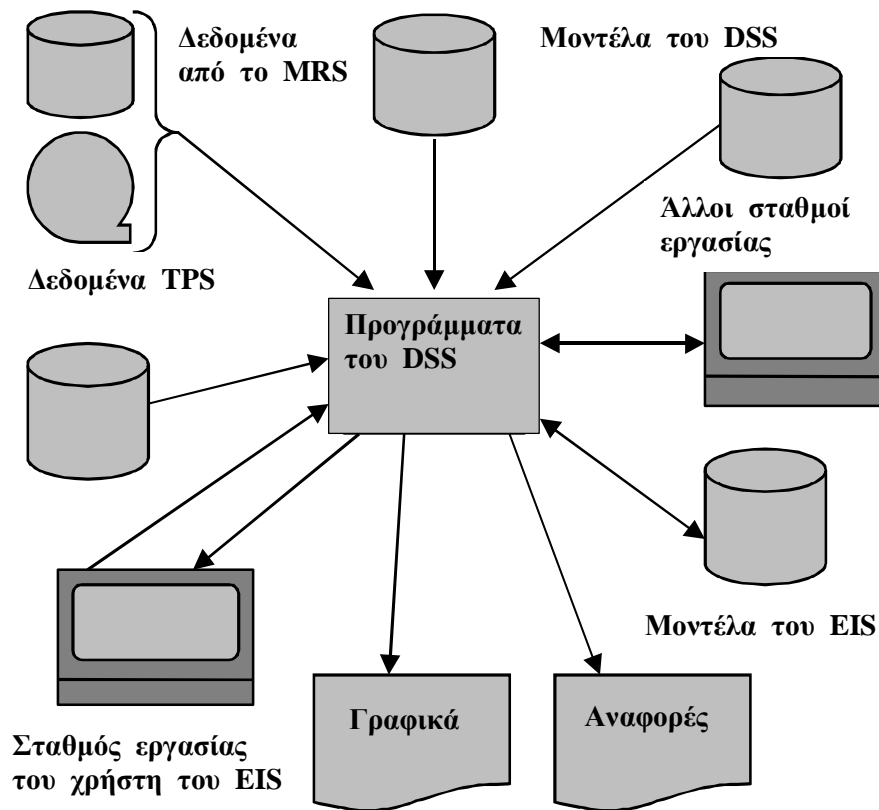 Δεδομένα
από το MRS
Μοντέλα του DSS
Άλλοι σταθμοί
εργασίας
Δεδομένα TPS
Προγράμματα
του DSS
Μοντέλα του EIS
Σταθμός εργασίας
του χρήστη του EIS
Γραφικά
Αναφορές